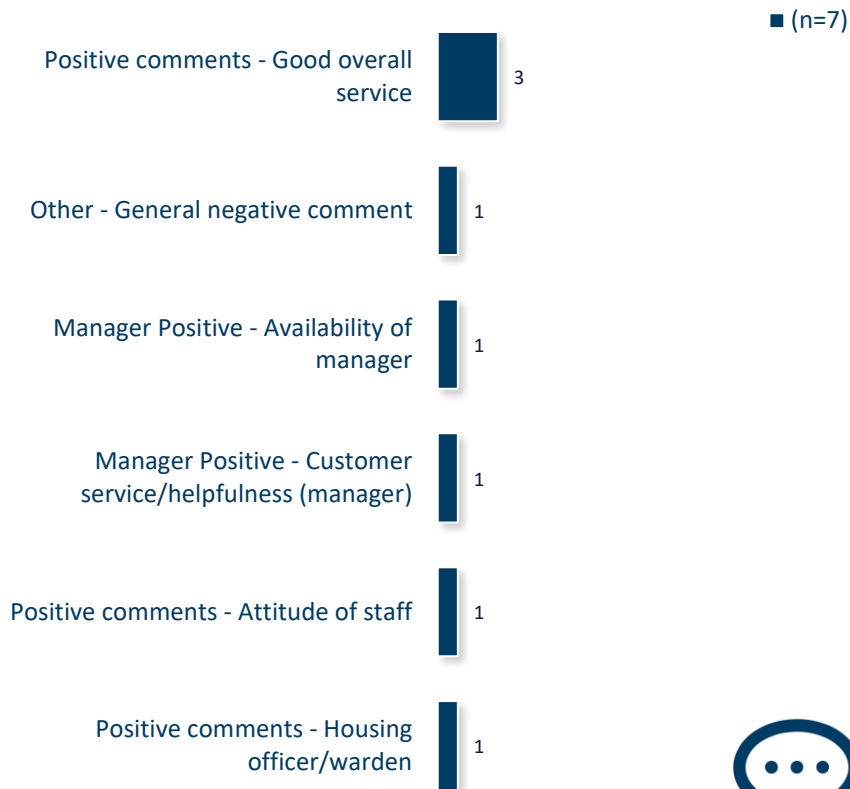 (n=7)
Positive comments - Good overall
service
3
Other - General negative comment
1
Manager Positive - Availability of
manager
1
Manager Positive - Customer
service/helpfulness (manager)
1
Positive comments - Attitude of staff
1
Positive comments - Housing
officer/warden
1